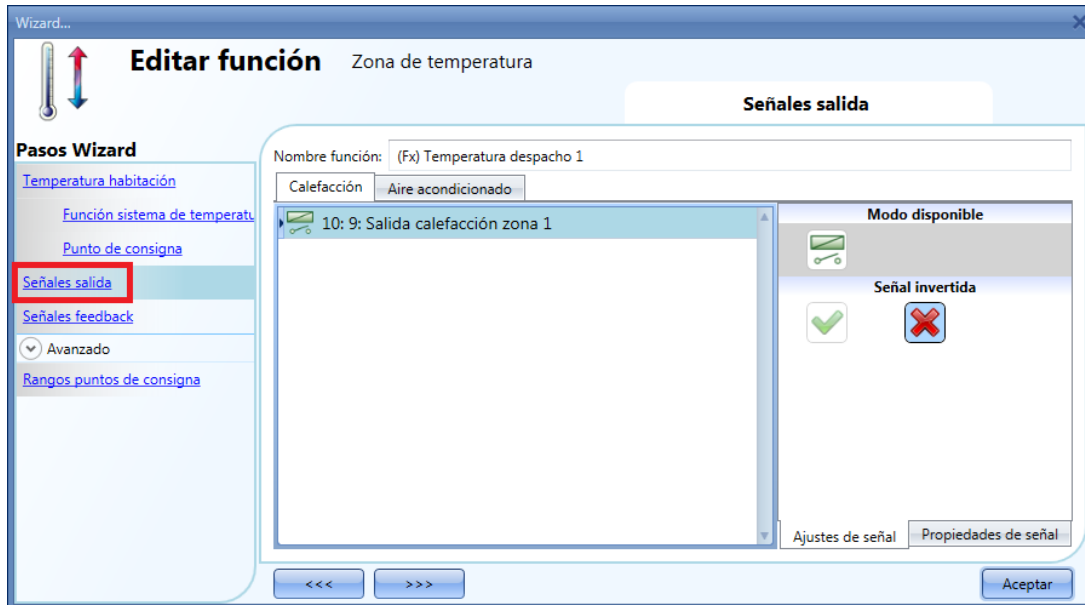 Wizard...
Editar función Zona de temperatura
Señales salida
Pasos Wizard
Temperatura habitación
Función sistema de temperatu
Punto de consigna
Señales salida
Señales feedback
Avanzado
Rangos puntos de consigna
Nombre función: (Fx) Temperatura despacho 1
Calefacción Aire acondicionado
10: 9: Salida calefacción zona 1
Modo disponible
Señal invertida
Ajustes de señal Propiedades de señal
<<< >>> Aceptar